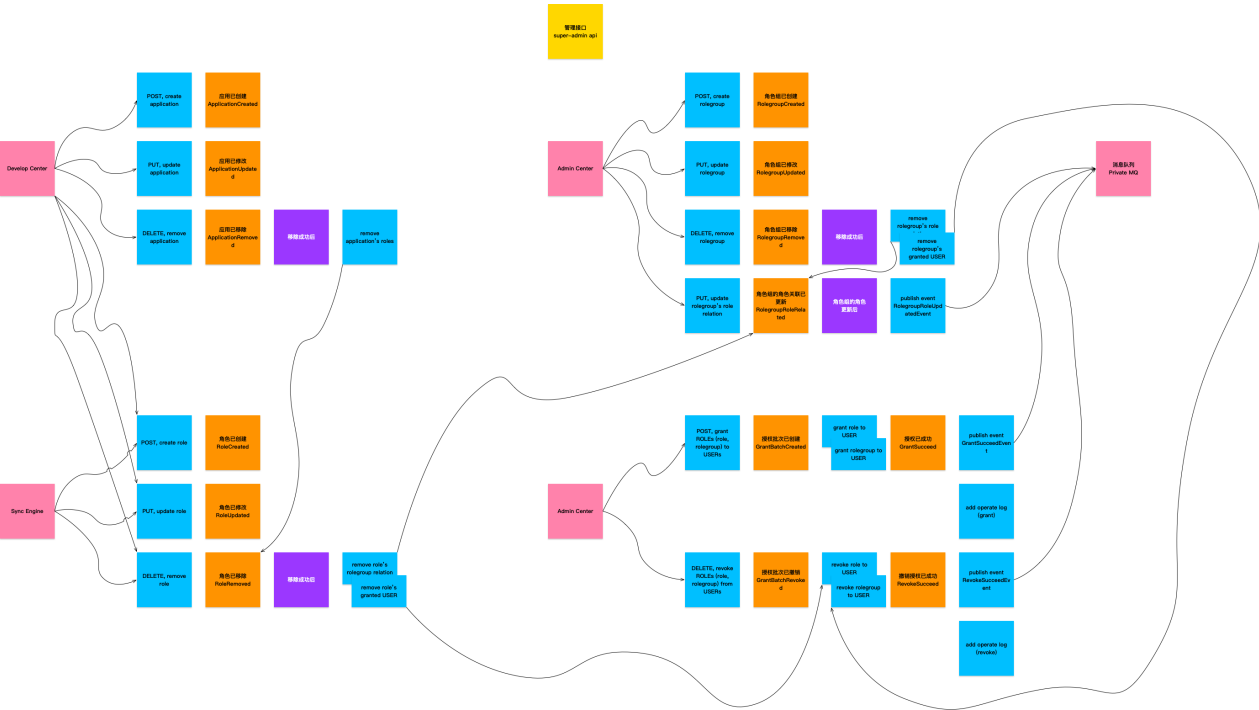 管理接口
super-admin api
POST, create
application
应用已创建
ApplicationCreated
POST, create
rolegroup
角色组已创建
RolegroupCreated
Develop Center
PUT, update
application
应用已修改
ApplicationUpdate
d
Admin Center
PUT, update
rolegroup
角色组已修改
RolegroupUpdated
消息队列
Private MQ
DELETE, remove
application
应用已移除
ApplicationRemove
d
移除成功后
remove
application's roles
DELETE, remove
rolegroup
角色组已移除
RolegroupRemove
d
移除成功后
remove
rolegroup's role
remove
rolegroup's
granted USER
PUT, update
rolegroup's role
relation
角色组的角色关联已
更新
RolegroupRoleRela
ted
角色组的角色
更新后
publish event
RolegroupRoleUpd
atedEvent
POST, create role
角色已创建
RoleCreated
POST, grant
ROLEs (role,
rolegroup) to
USERs
授权批次已创建
GrantBatchCreated
grant role to
USER
grant rolegroup to
USER
授权已成功
GrantSucceed
publish event
GrantSucceedEven
t
Sync Engine
PUT, update role
角色已修改
RoleUpdated
Admin Center
add operate log
(grant)
DELETE, remove
role
角色已移除
RoleRemoved
移除成功后
remove role's
rolegroup relation
remove role's
granted USER
DELETE, revoke
ROLEs (role,
rolegroup) from
USERs
授权批次已撤销
GrantBatchRevoke
d
revoke role to
USER
revoke rolegroup
to USER
撤销授权已成功
RevokeSucceed
publish event
RevokeSucceedEv
ent
add operate log
(revoke)